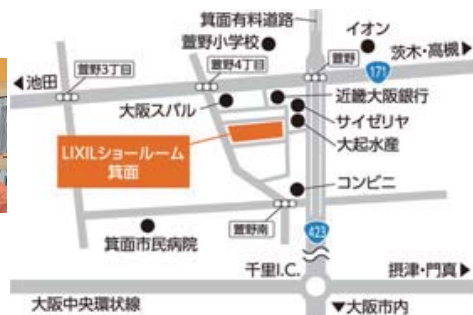 箕面有料道路
萱野小学校
イオン
茨木・高槻▶
萱野3丁目
萱野4丁目
萱野
171
◀池田
大阪スバル
近畿大阪銀行
サイゼリヤ
大起水産
LIXILショールーム
箕面
コンビニ
萱野南
箕面市民病院
423
千里I.C.
摂津・門真▶
大阪中央環状線
▼大阪市内